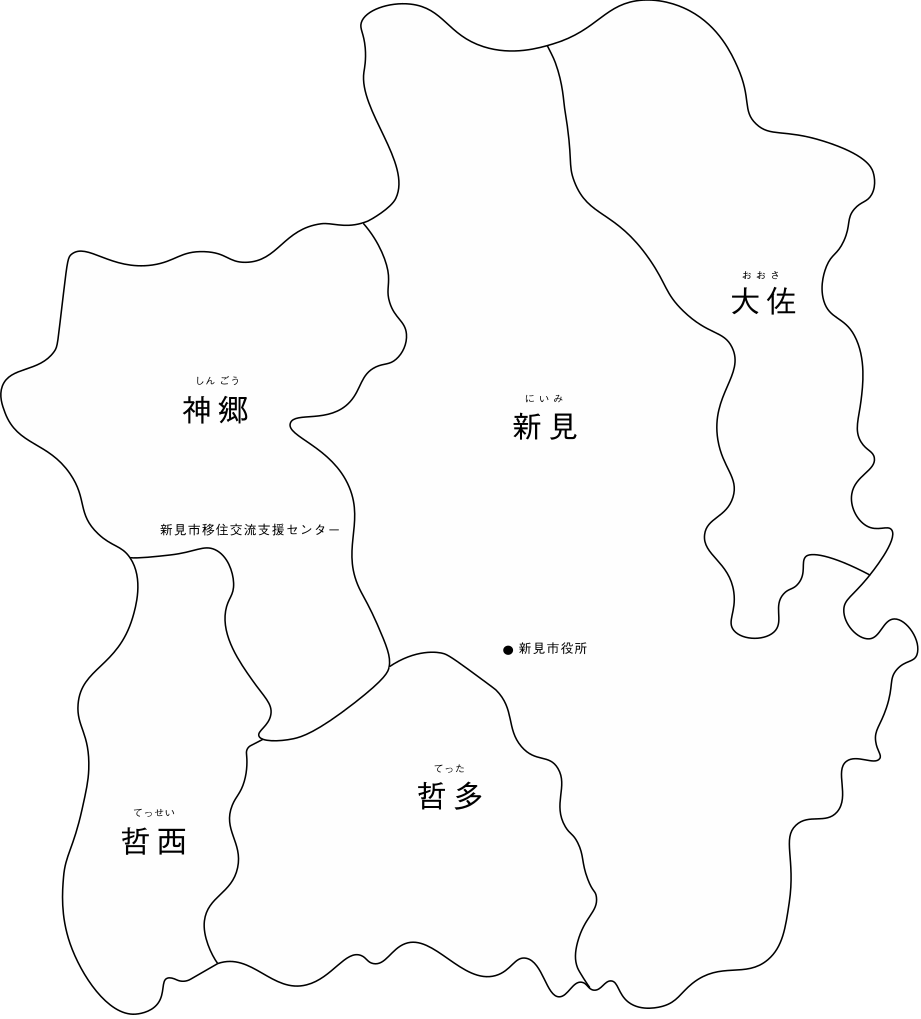 おおさ
大佐
しんごう
神郷
にいみ
新見
新見市移住交流支援センター
新見市役所
てった
哲多
てっせい
哲西